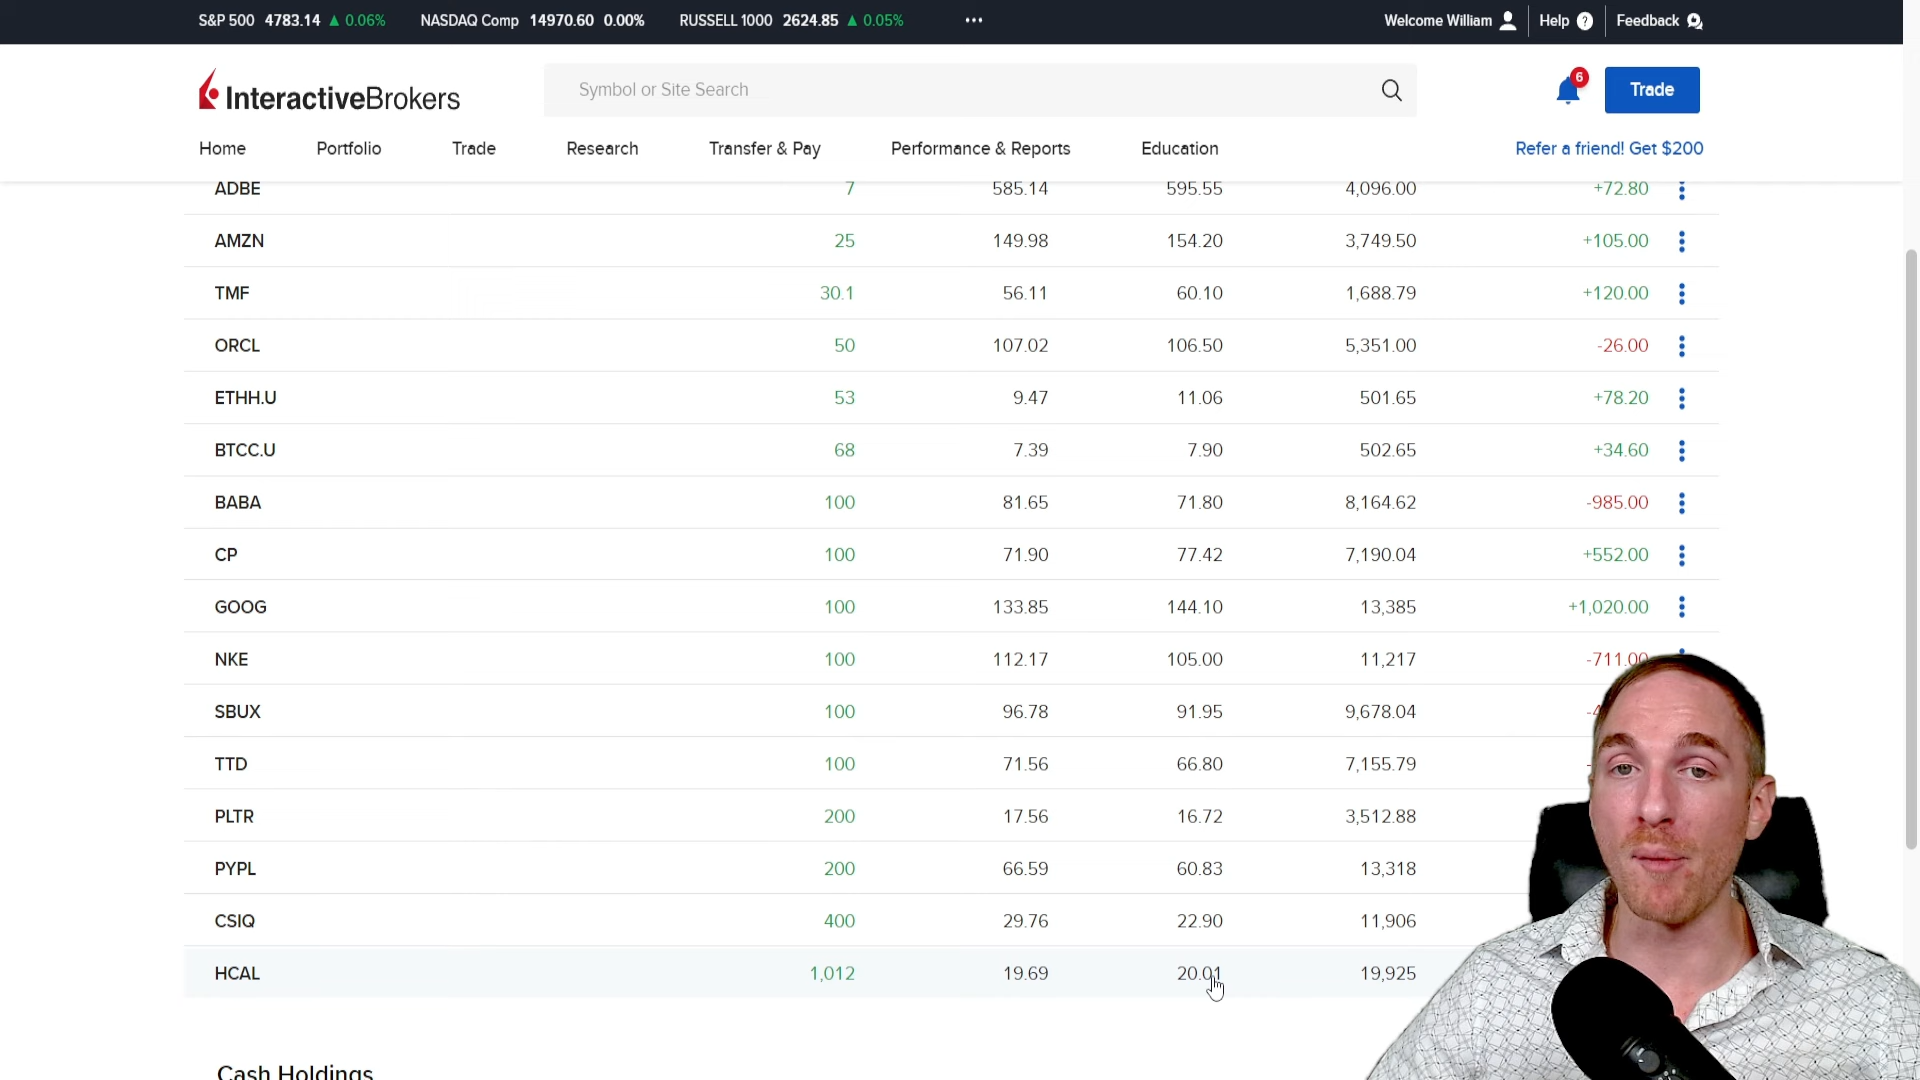 S&P 500 4783.14 ▲ 0.06% NASDAQ Comp 14970.60 0.00% RUSSELL 1000 2624.85 ▲ 0.05% ••• Welcome William Help ? Feedback
InteractiveBrokers Symbol or Site Search 6 Trade
Home Portfolio Trade Research Transfer & Pay Performance & Reports Education Refer a friend! Get $200
ADBE 7 585.14 595.55 4,096.00 +72.80
AMZN 25 149.98 154.20 3,749.50 +105.00
TMF 30.1 56.11 60.10 1,688.79 +120.00
ORCL 50 107.02 106.50 5,351.00 -26.00
ETHH.U 53 9.47 11.06 501.65 +78.20
BTCC.U 68 7.39 7.90 502.65 +34.60
BABA 100 81.65 71.80 8,164.62 -985.00
CP 100 71.90 77.42 7,190.04 +552.00
GOOG 100 133.85 144.10 13,385 +1,020.00
NKE 100 112.17 105.00 11,217 -711.00
SBUX 100 96.78 91.95 9,678.04
TTD 100 71.56 66.80 7,155.79
PLTR 200 17.56 16.72 3,512.88
PYPL 200 66.59 60.83 13,318
CSIQ 400 29.76 22.90 11,906
HCAL 1,012 19.69 20.01 19,925
Cash Holdings